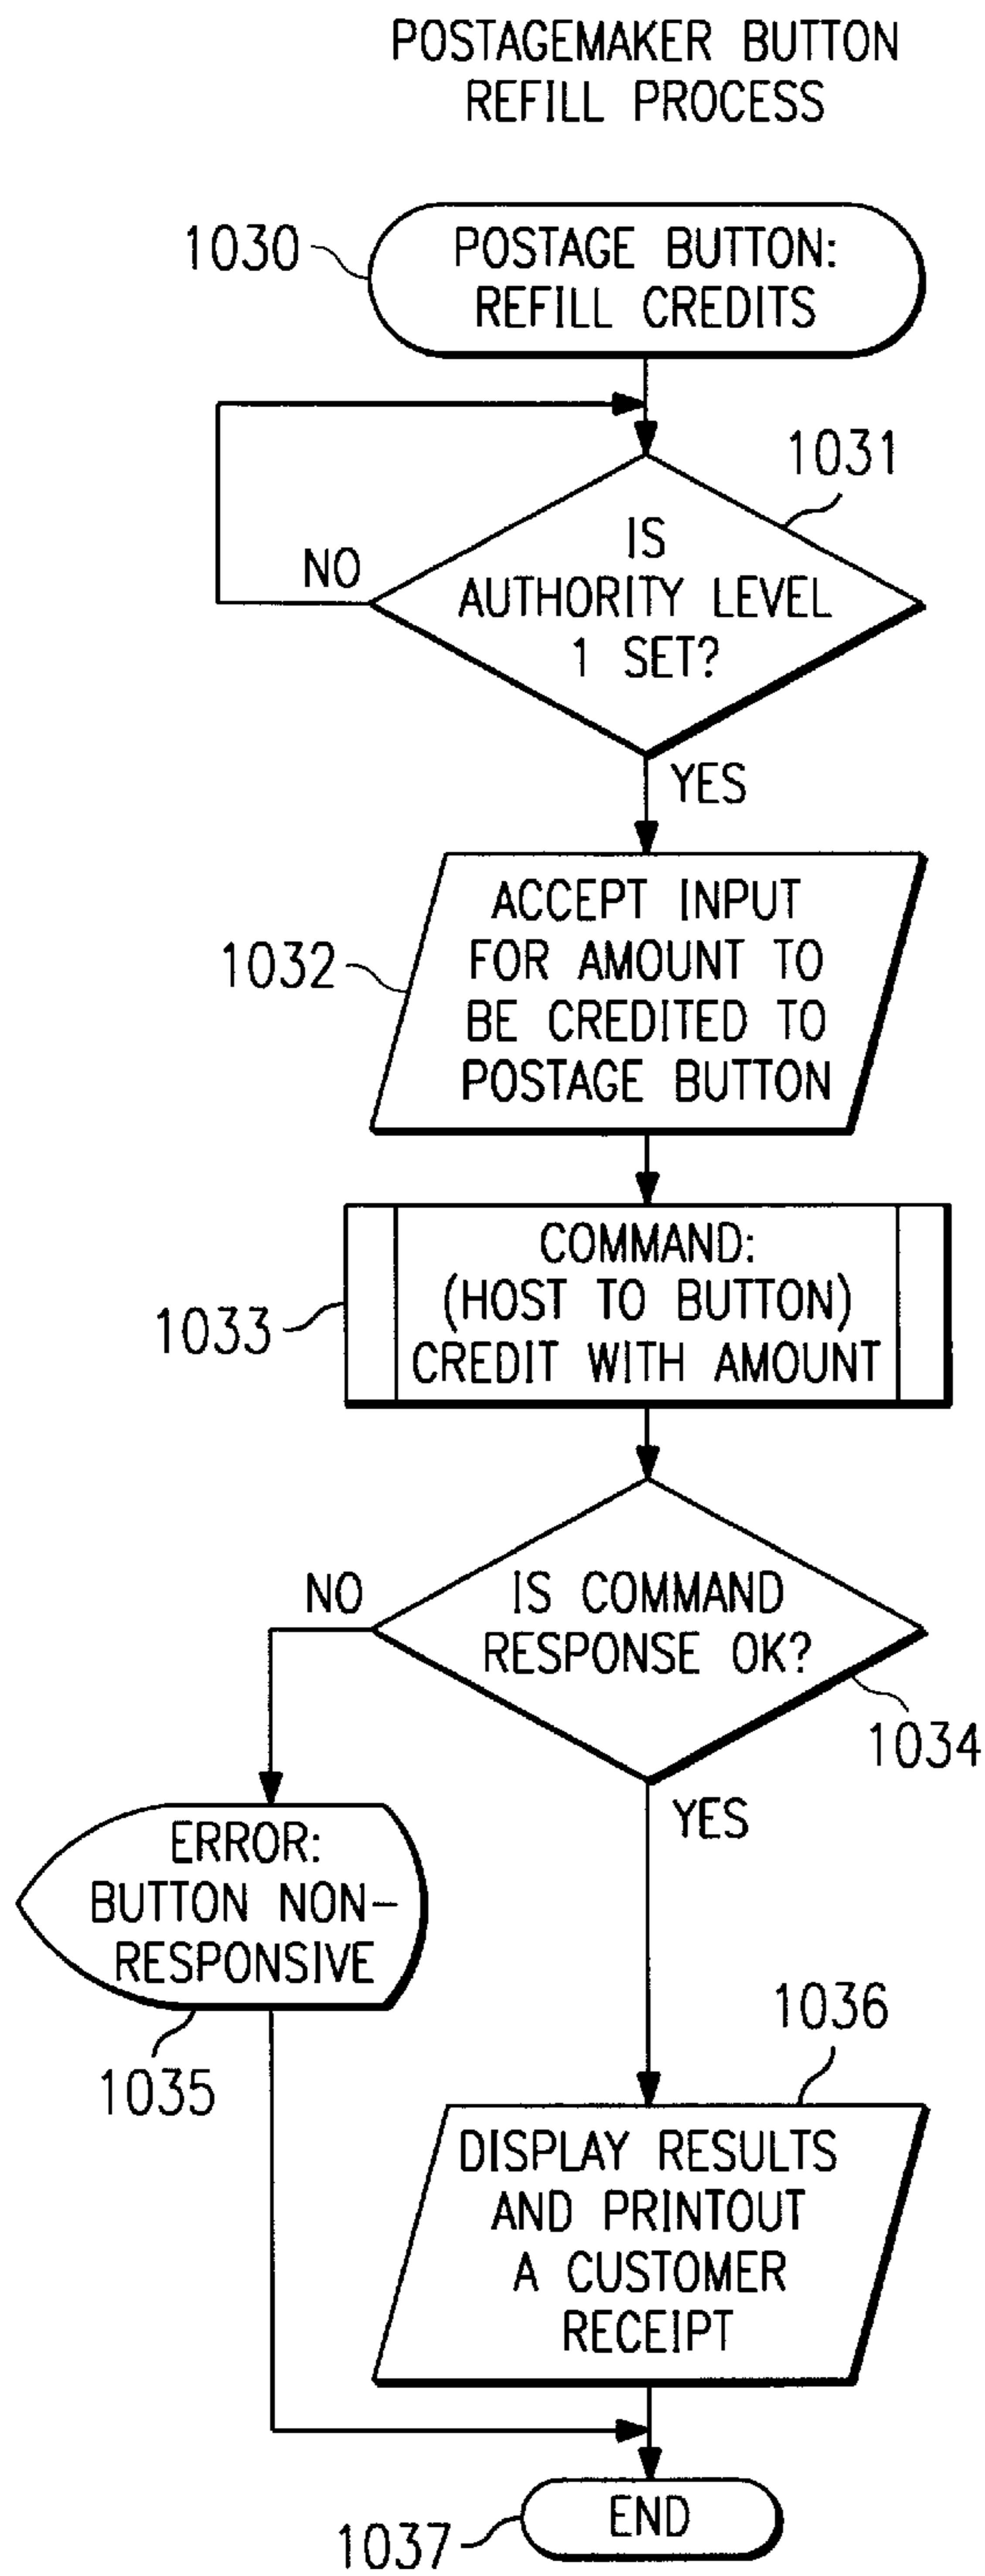 POSTAGEMAKER BUTTON
REFILL PROCESS
1030
POSTAGE BUTTON:
REFILL CREDITS
1031
IS
AUTHORITY LEVEL
1 SET?
NO
YES
1032
ACCEPT INPUT
FOR AMOUNT TO
BE CREDITED TO
POSTAGE BUTTON
1033
COMMAND:
(HOST TO BUTTON)
CREDIT WITH AMOUNT
NO
IS COMMAND
RESPONSE OK?
1034
YES
ERROR:
BUTTON NON-
RESPONSIVE
1035
1036
DISPLAY RESULTS
AND PRINTOUT
A CUSTOMER
RECEIPT
END
1037